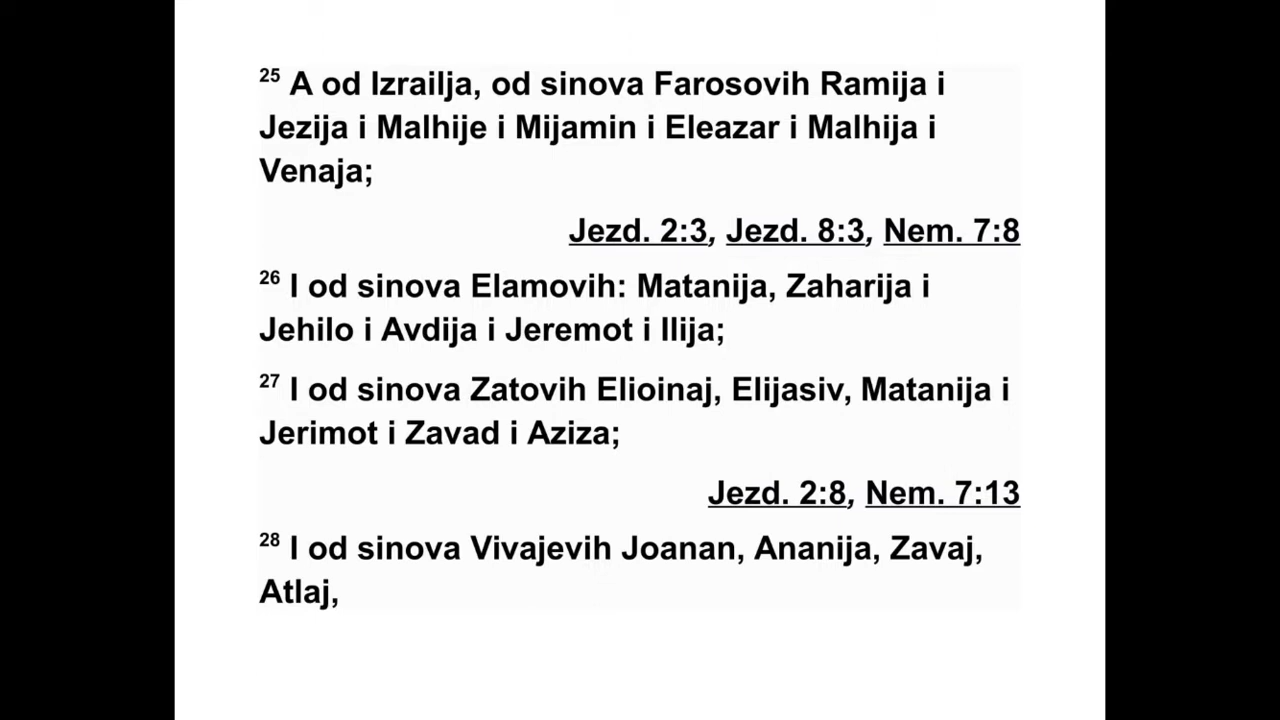 25 A od Izrailja, od sinova Farosovih Ramija i
Jezija i Malhije i Mijamin i Eleazar i Malhija i
Venaja;
Jezd. 2:3, Jezd. 8:3, Nem. 7:8
26 I od sinova Elamovih: Matanija, Zaharija i
Jehilo i Avdija i Jeremot i Ilija;
27 I od sinova Zatovih Elioinaj, Elijasiv, Matanija i
Jerimot i Zavad i Aziza;
Jezd. 2:8, Nem. 7:13
28 I od sinova Vivajevih Joanan, Ananija, Zavaj,
Atlaj,